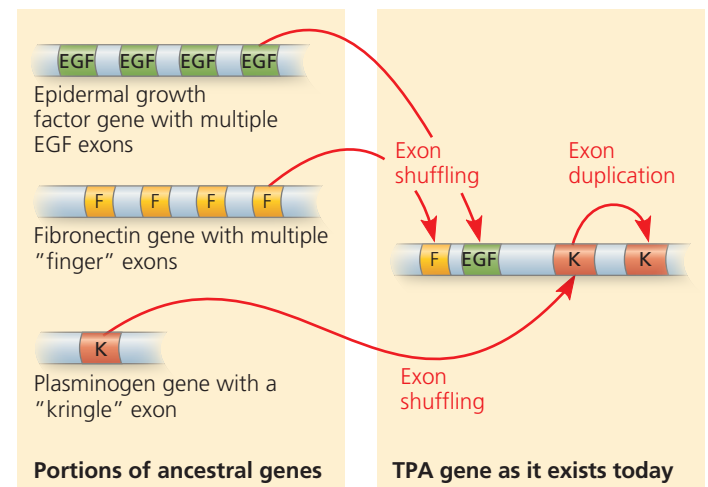 EGF EGF EGF EGF
Epidermal growth
factor gene with multiple
EGF exons
F F F F
Fibronectin gene with multiple
"finger" exons
K
Plasminogen gene with a
"kringle" exon
Portions of ancestral genes
Exon
shuffling
Exon
duplication
F EGF K K
Exon
shuffling
TPA gene as it exists today